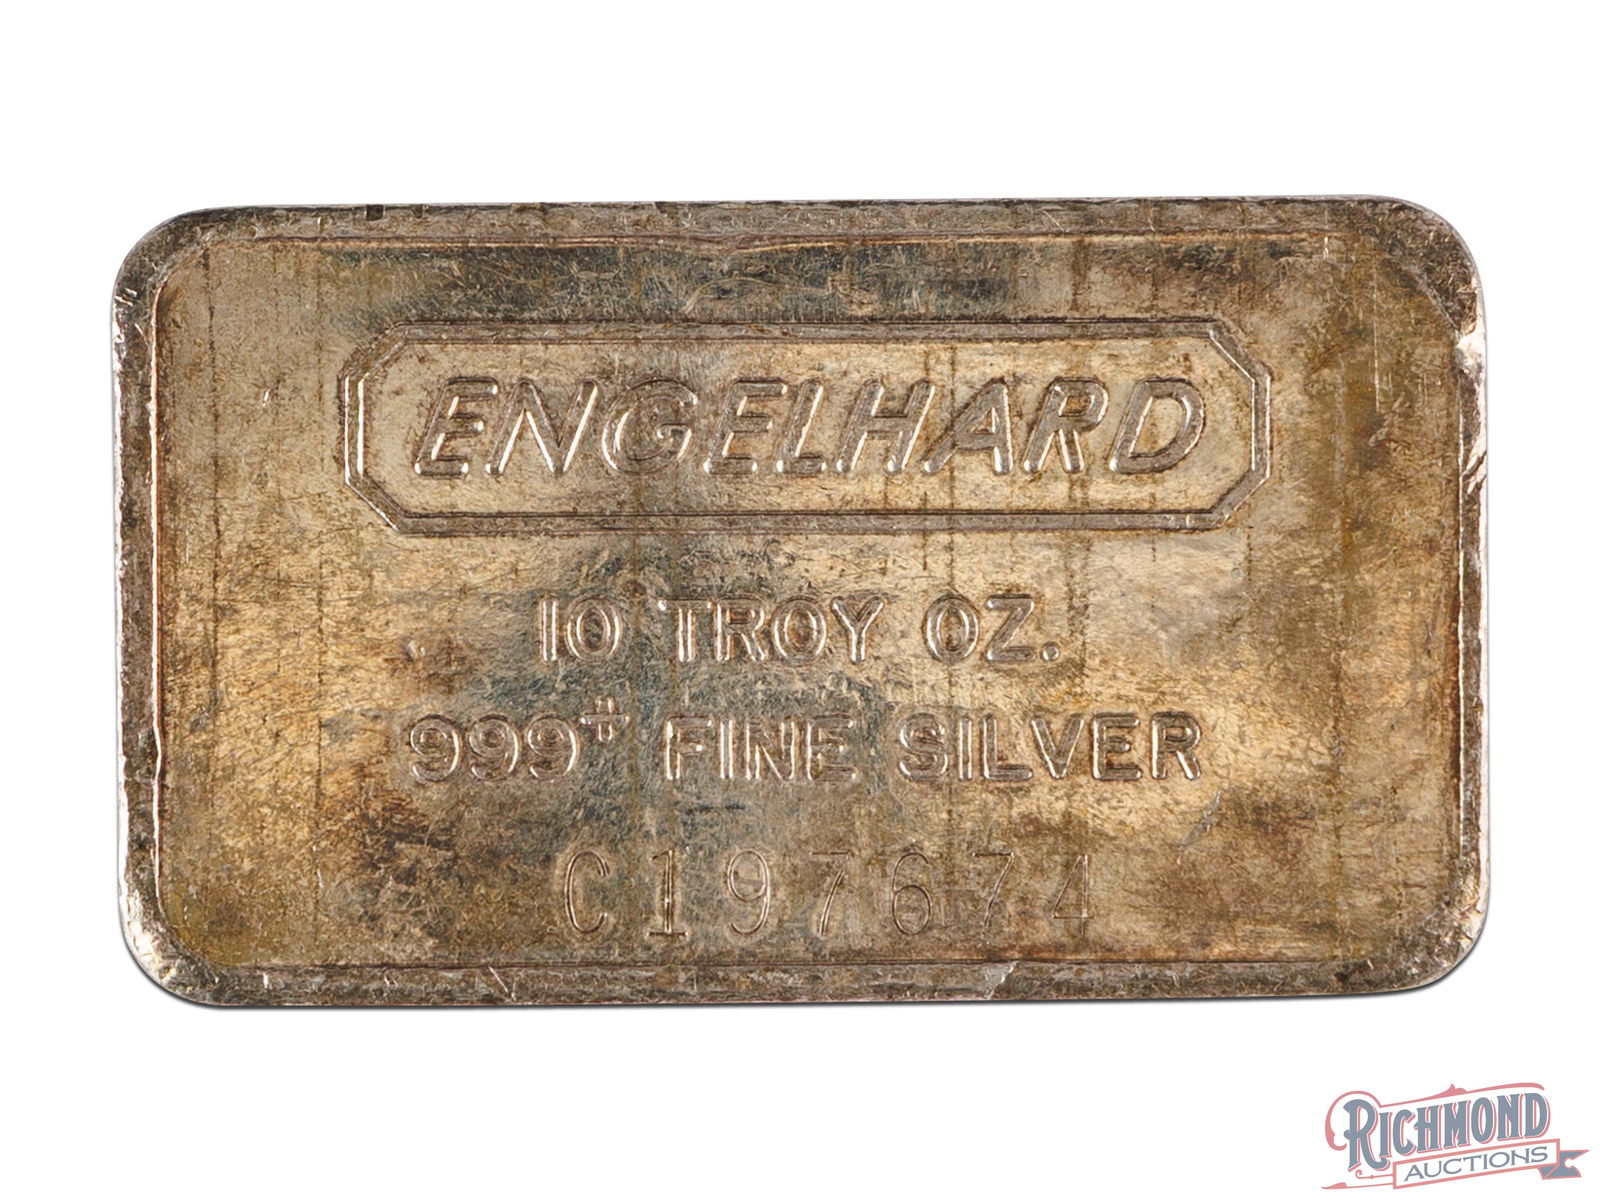 ENGELHARD
10 TROY OZ.
999+ FINE SILVER
C197674
RICHMOND
AUCTIONS